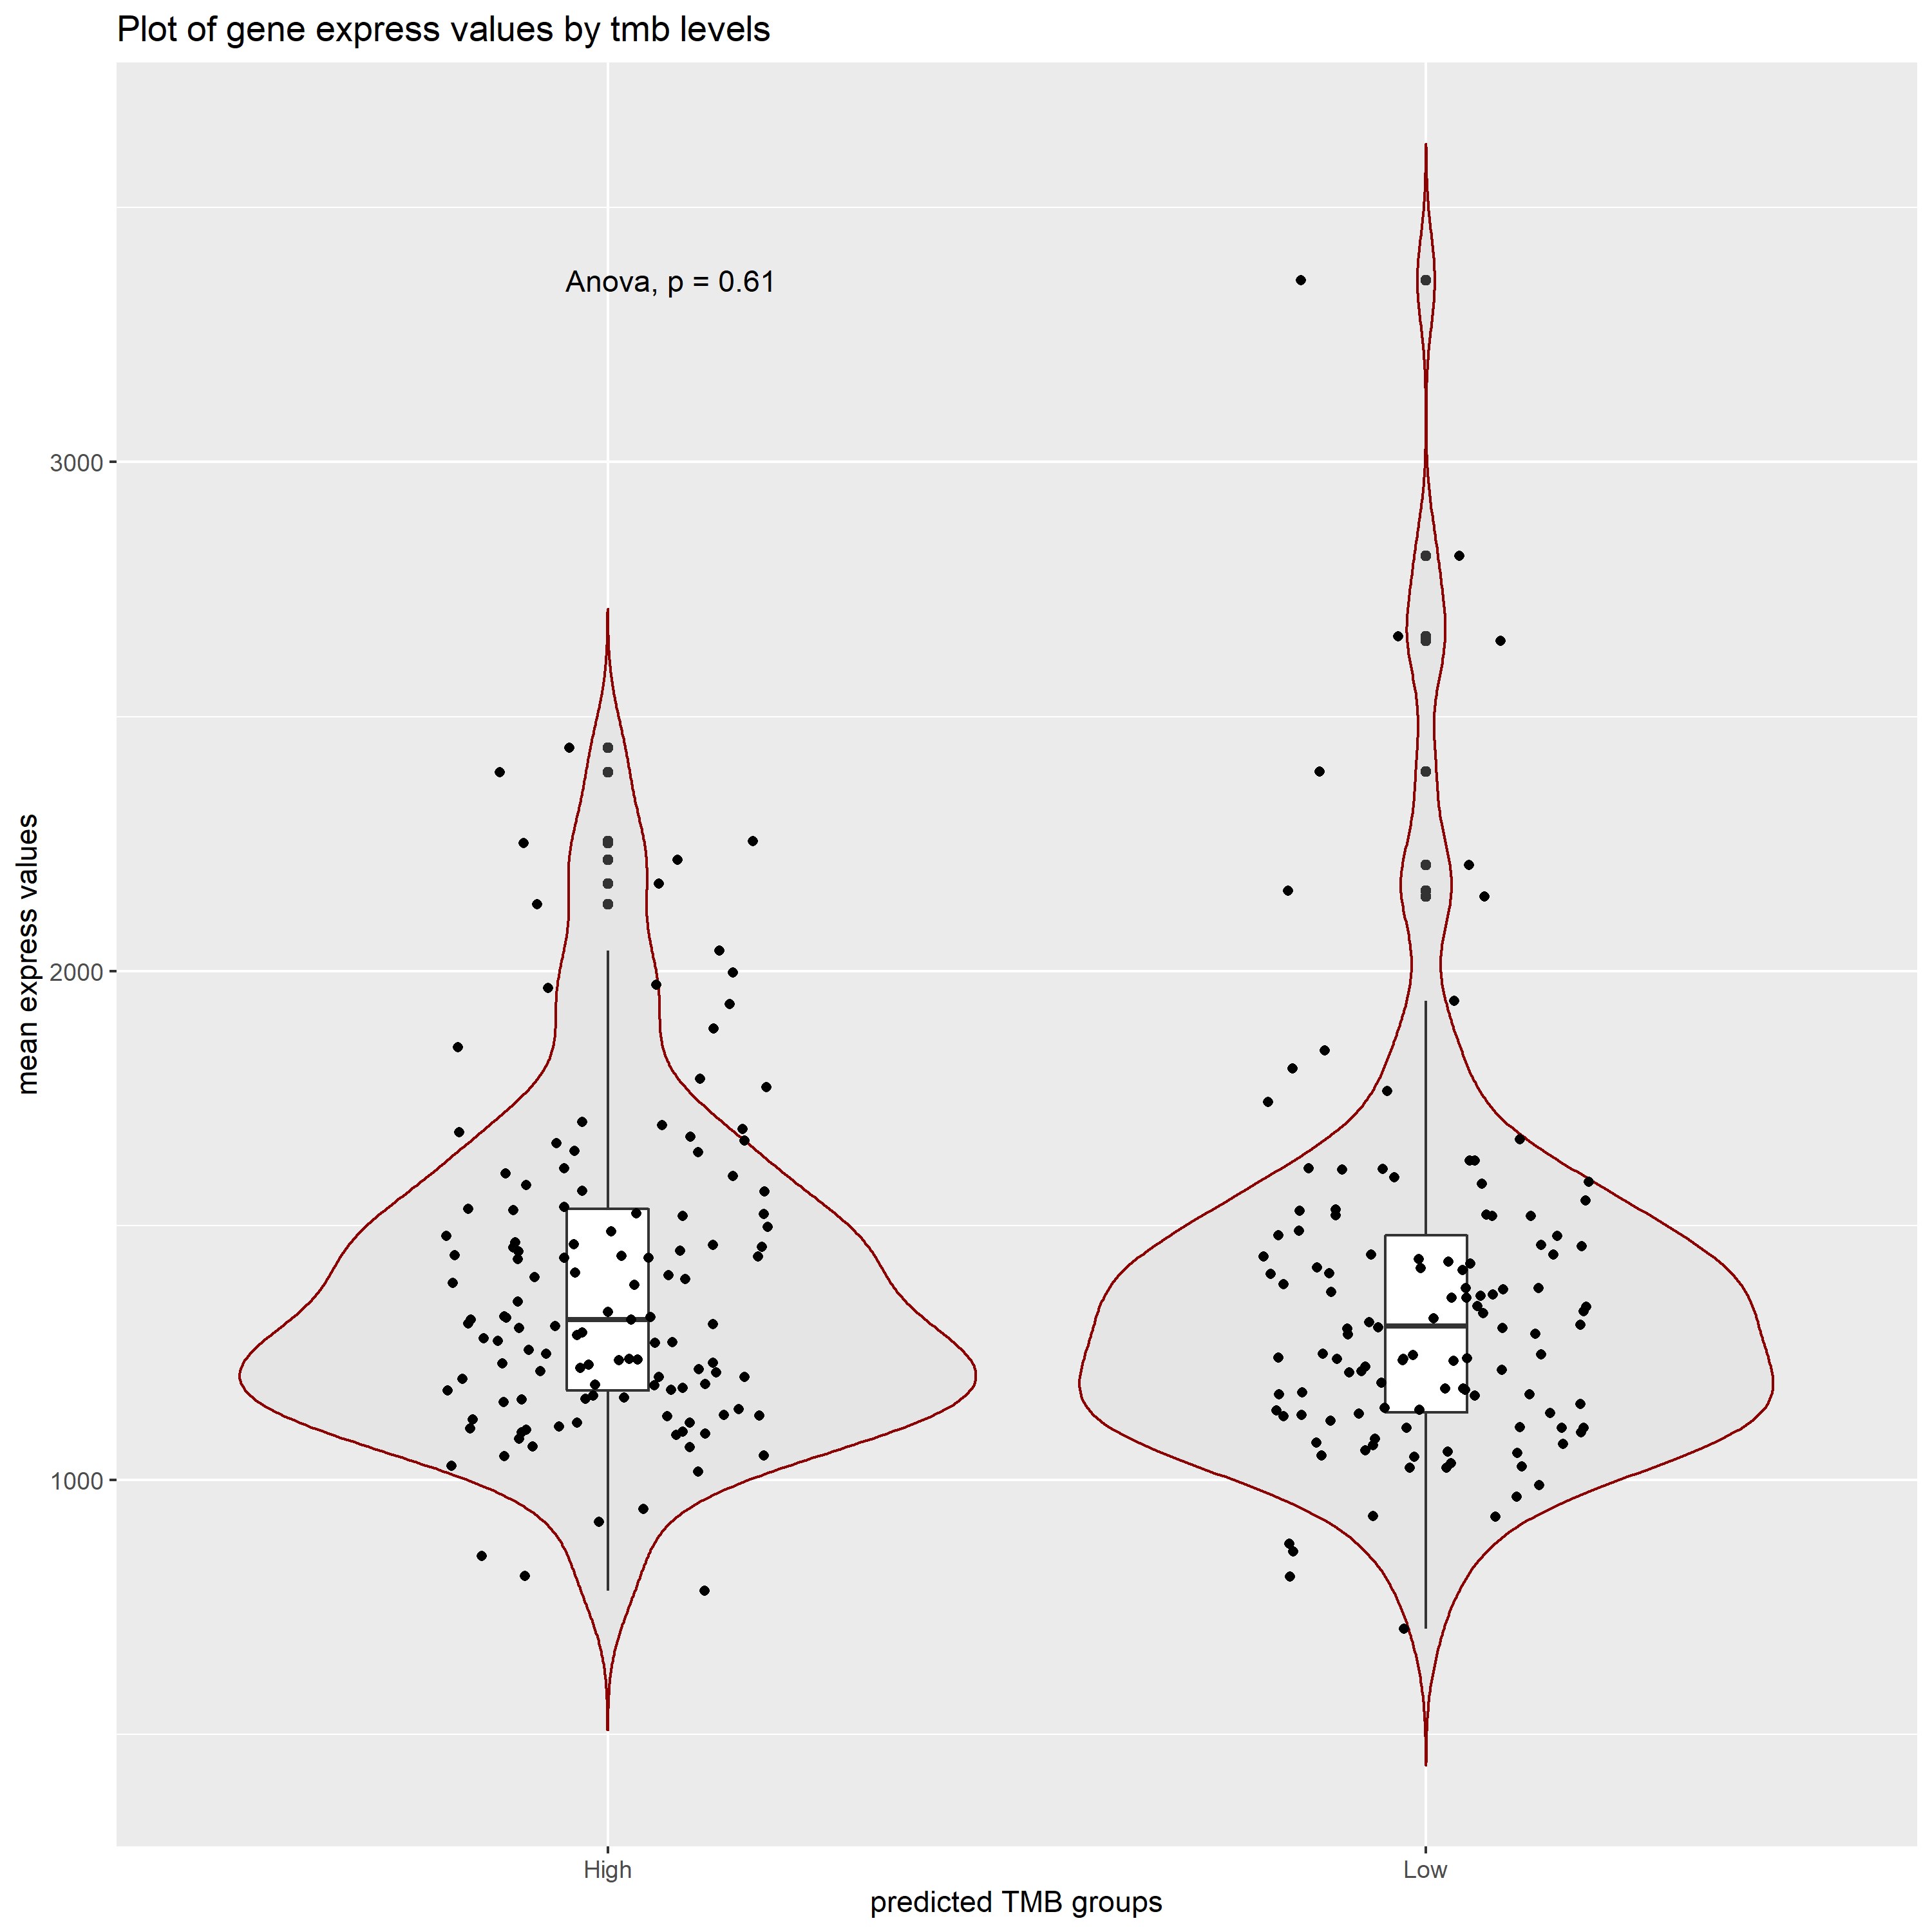 Plot of gene express values by tmb levels
Anova, p = 0.61
3000
2000
1000
mean express values
High
Low
predicted TMB groups